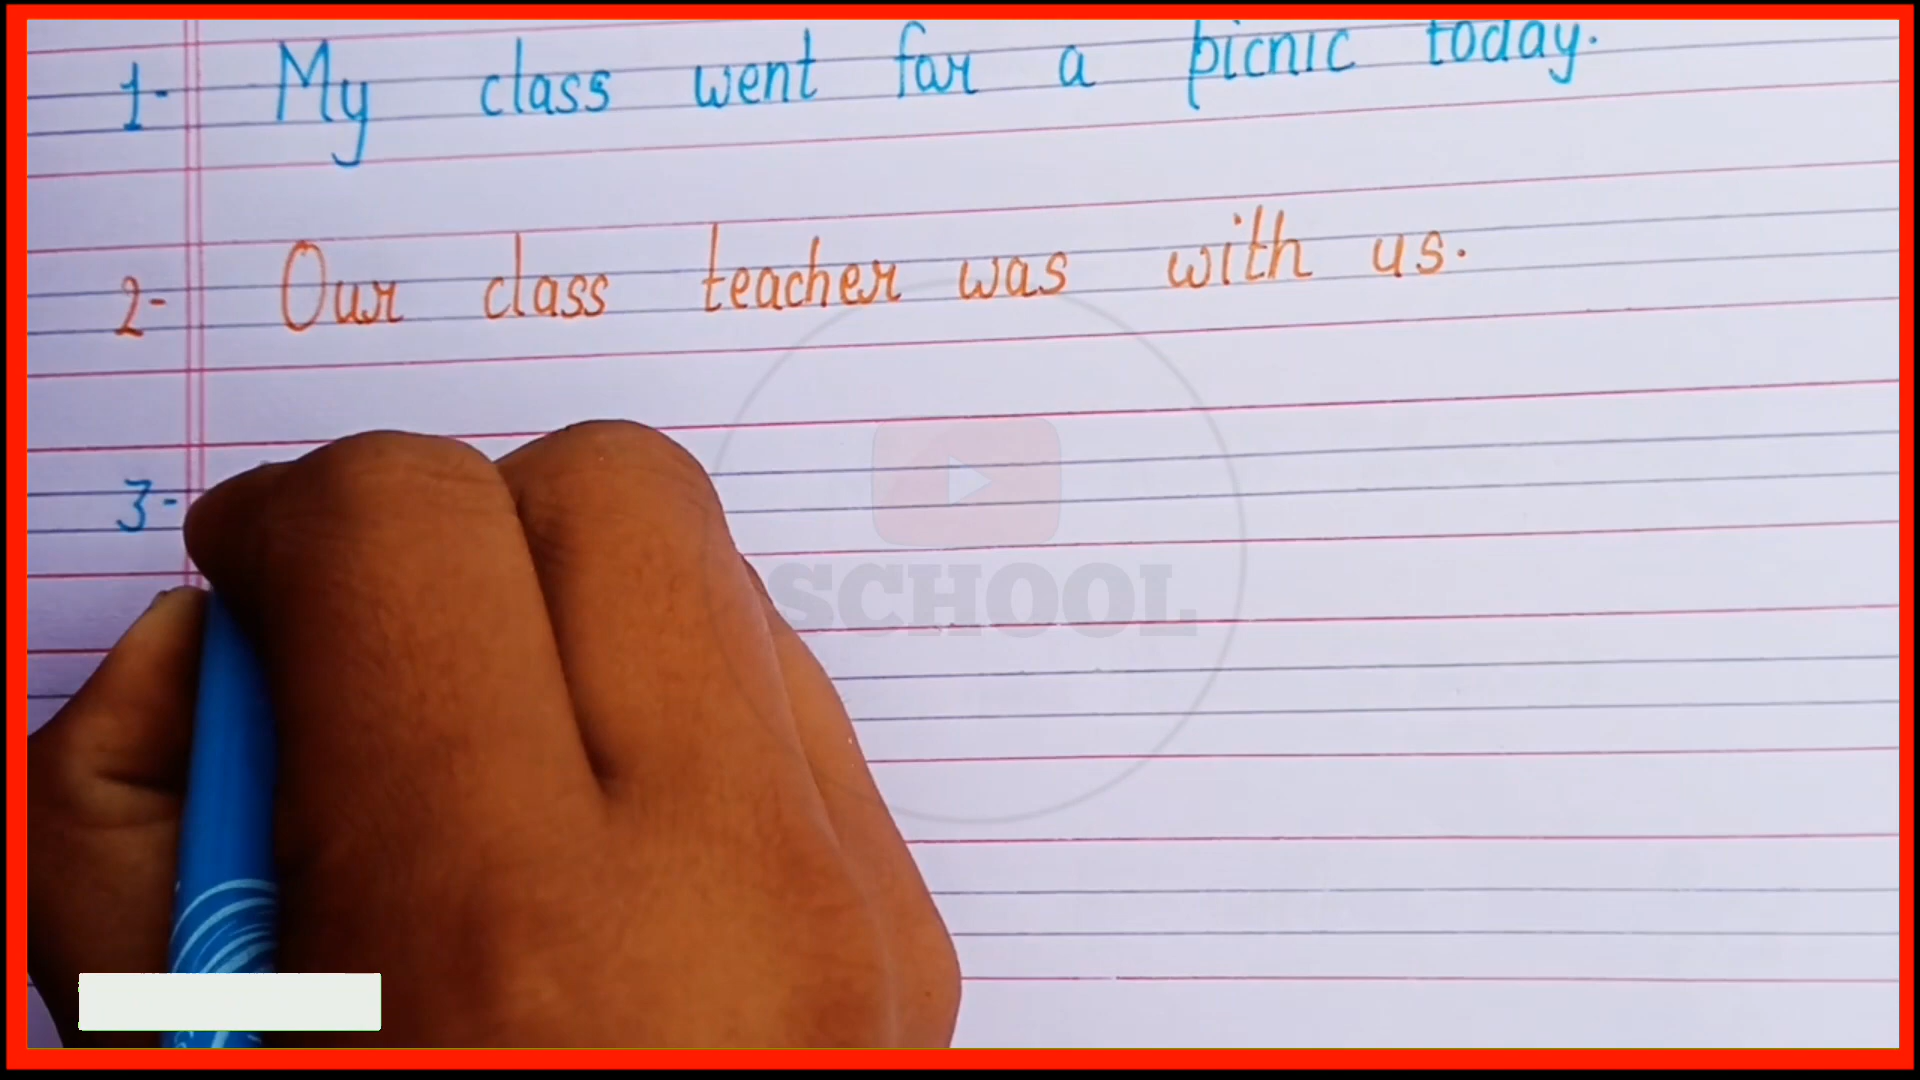 1- My class went for a picnic today.
2- Our class teacher was with us.
3-
SCHOOL